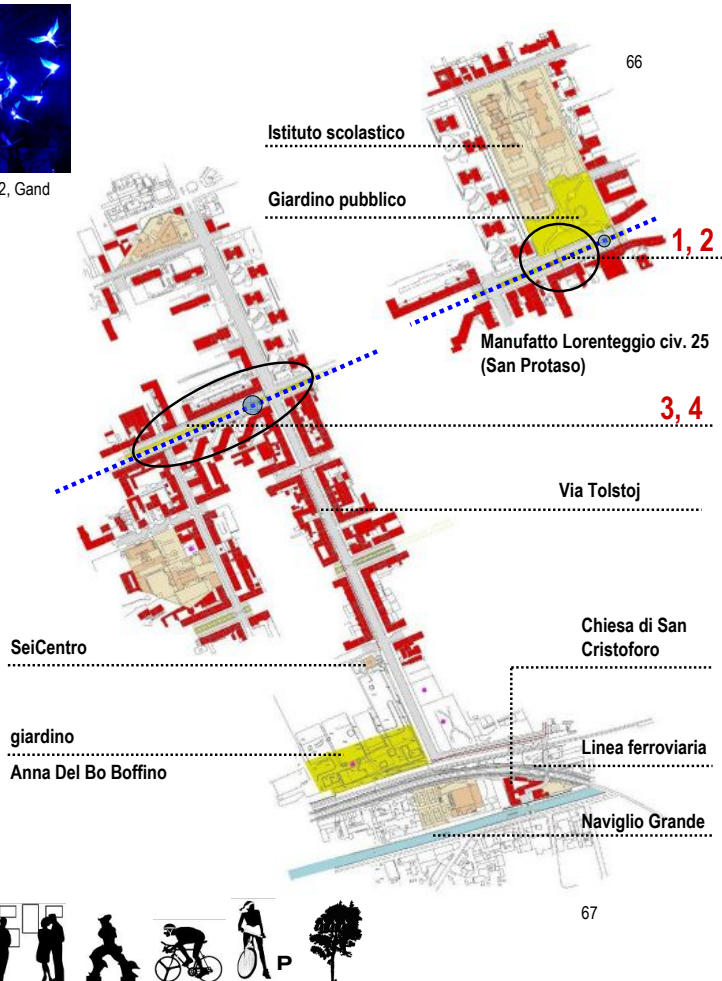 66
Istituto scolastico
2, Gand
Giardino pubblico
1, 2
Manufatto Lorenteggio civ. 25
(San Protaso)
3, 4
Via Tolstoj
SeiCentro
Chiesa di San
Cristoforo
giardino
Anna Del Bo Boffino
Linea ferroviaria
Naviglio Grande
67
P